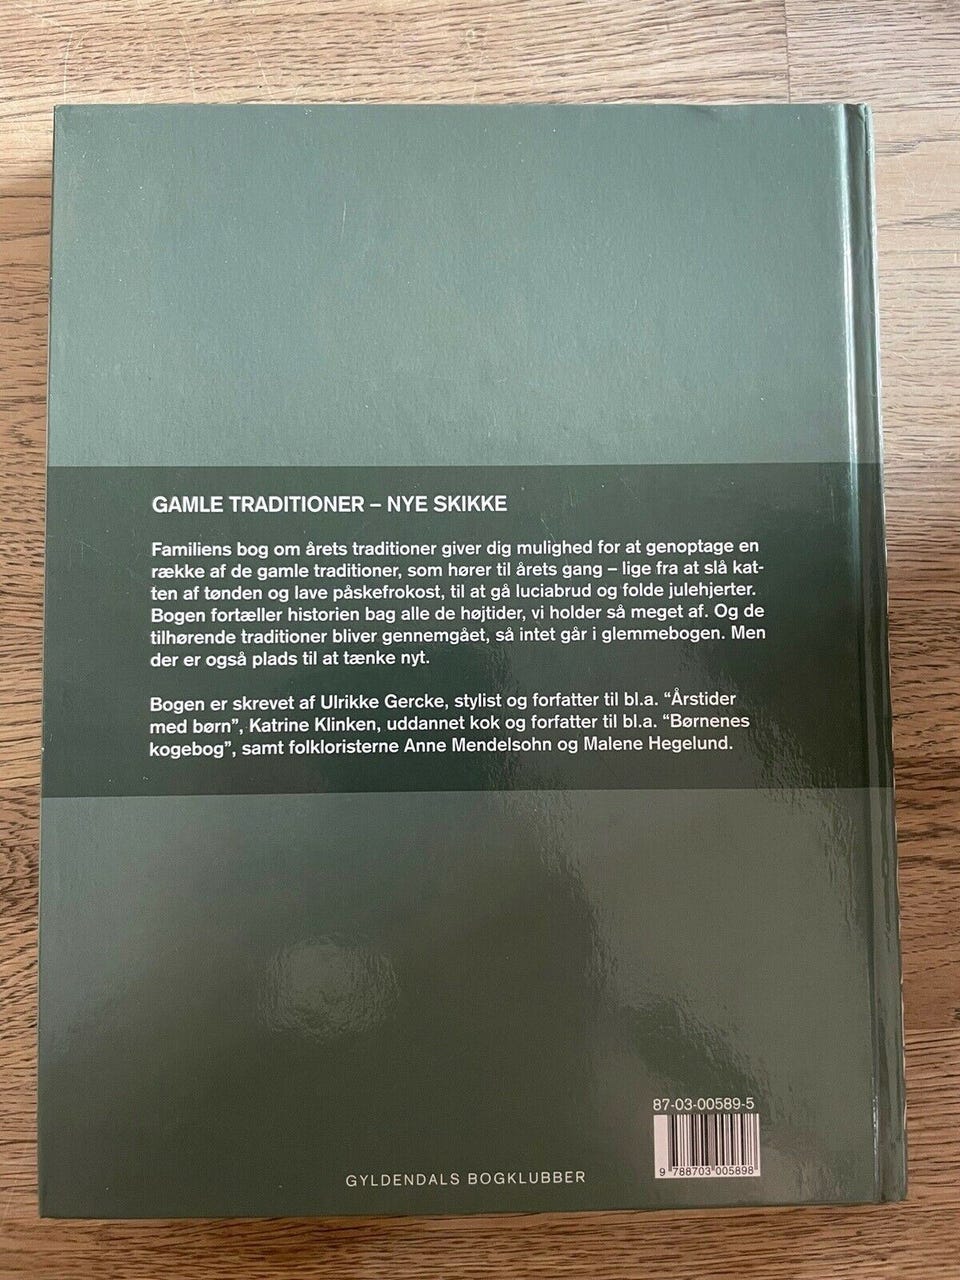 GAMLE TRADITIONER – NYE SKIKKE
Familiens bog om årets traditioner giver dig mulighed for at genoptage en
række af de gamle traditioner, som hører til årets gang – lige fra at slå kat-
ten af tønden og lave påskefrokost, til at gå luciabrud og folde julehjerter.
Bogen fortæller historien bag alle de højtider, vi holder så meget af. Og de
tilhørende traditioner bliver gennemgået, så intet går i glemmebogen. Men
der er også plads til at tænke nyt.
Bogen er skrevet af Ulrikke Gercke, stylist og forfatter til bl.a. “Årstider
med børn”, Katrine Klinken, uddannet kok og forfatter til bl.a. “Børnenes
kogebog”, samt folkloristerne Anne Mendelsohn og Malene Hegelund.
87-03-00589-5
9 788703 005898
GYLDENDALS BOGKLUBBER